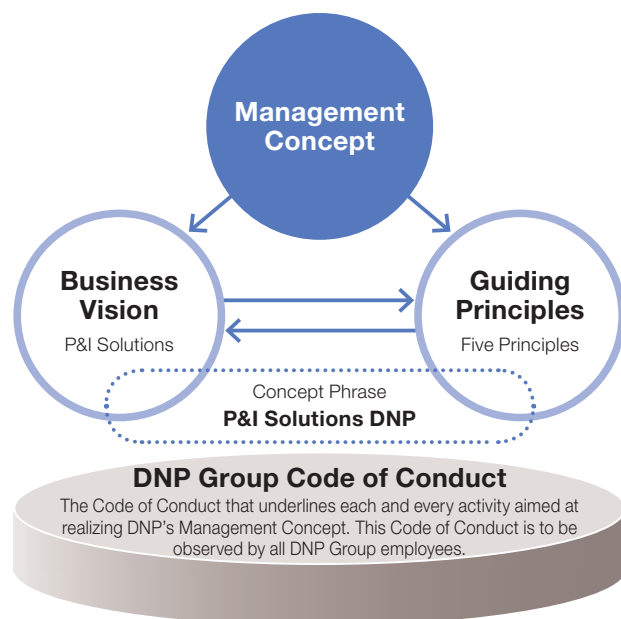 Management
Concept
Business
Vision
P&I Solutions
Guiding
Principles
Five Principles
Concept Phrase
P&I Solutions DNP
DNP Group Code of Conduct
The Code of Conduct that underlines each and every activity aimed at
realizing DNP's Management Concept. This Code of Conduct is to be
observed by all DNP Group employees.